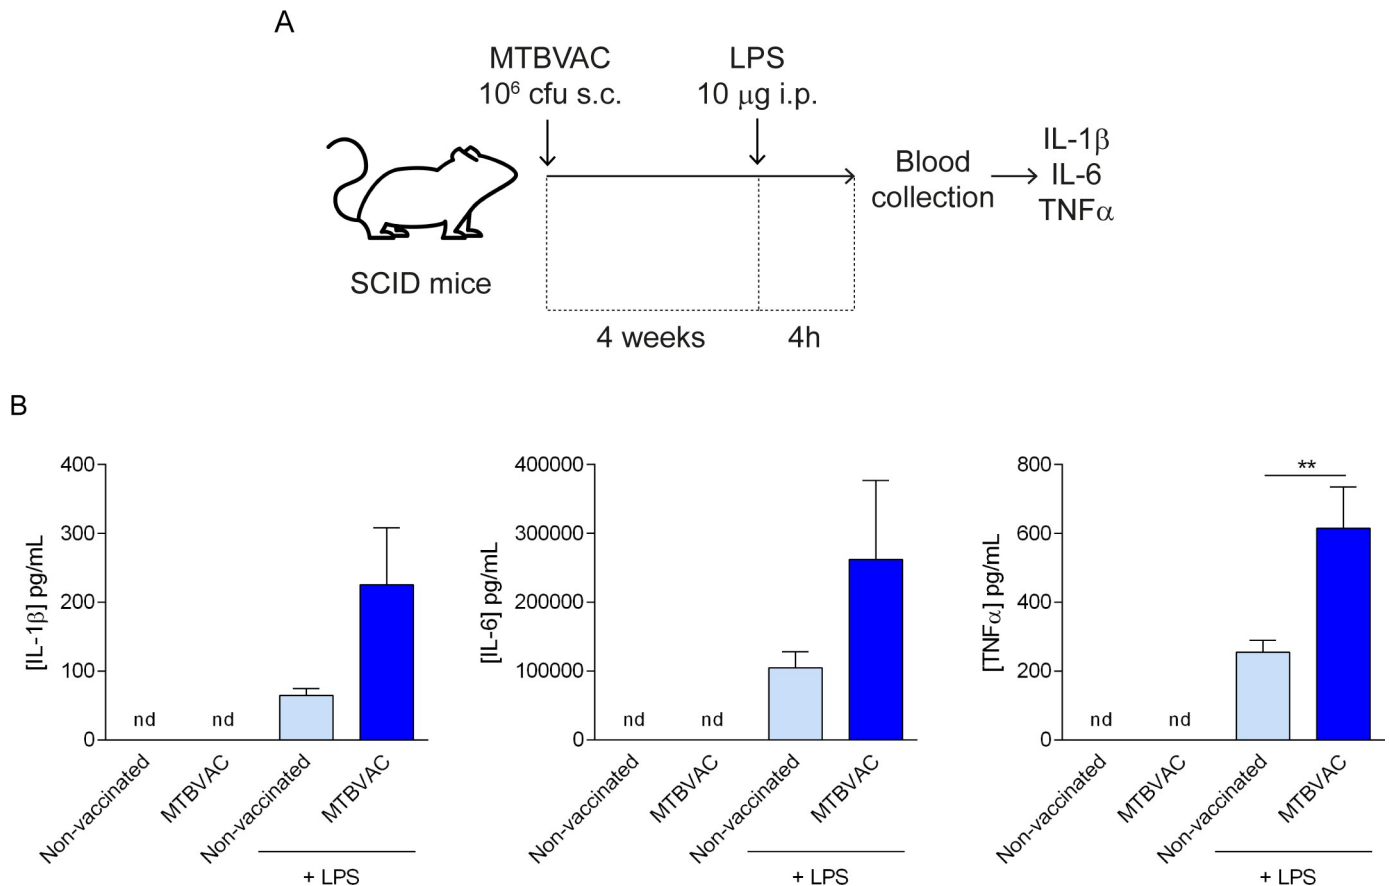 A
MTBVAC
10⁶ cfu s.c.
LPS
10 μg i.p.
Blood
collection
IL-1β
IL-6
TNFα
SCID mice
4 weeks
4h
B
[IL-1β] pg/mL
400
300
200
100
0
nd
nd
Non-vaccinated
MTBVAC
Non-vaccinated
MTBVAC
+ LPS
[IL-6] pg/mL
400000
300000
200000
100000
0
nd
nd
Non-vaccinated
MTBVAC
Non-vaccinated
MTBVAC
+ LPS
[TNFα] pg/mL
800
600
400
200
0
**
nd
nd
Non-vaccinated
MTBVAC
Non-vaccinated
MTBVAC
+ LPS